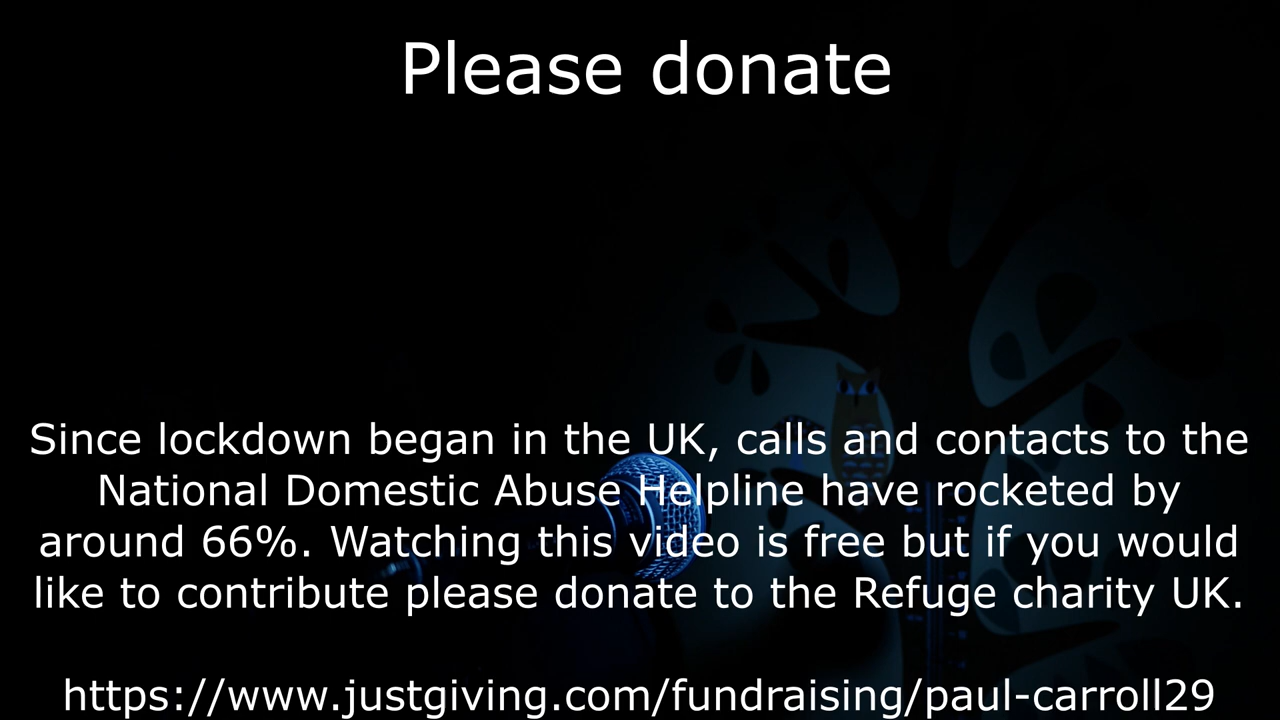 Please donate
Since lockdown began in the UK, calls and contacts to the
National Domestic Abuse Helpline have rocketed by
around 66%. Watching this video is free but if you would
like to contribute please donate to the Refuge charity UK.
https://www.justgiving.com/fundraising/paul-carroll29